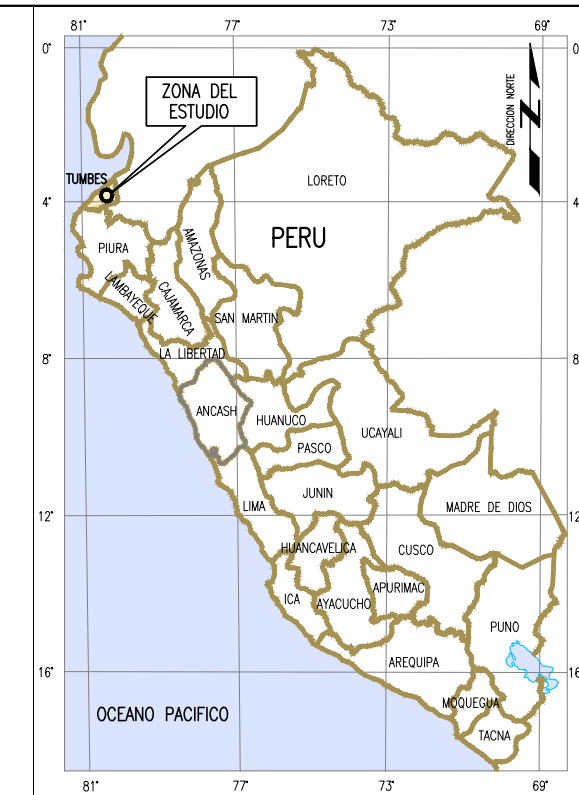 81° 77° 73° 69°
0° 0
ZONA DEL
ESTUDIO
DIRECCION NORTE
N
TUMBES
LORETO
4° 4
PERU
PIURA
AMAZONAS
LAMBAYEQUE
CAJAMARCA
SAN MARTIN
LA LIBERTAD
8° 8
ANCASH
HUANUCO
UCAYALI
PASCO
JUNIN
LIMA
MADRE DE DIOS
12° 12
HUANCAVELICA
CUSCO
APURIMAC
ICA
AYACUCHO
PUNO
AREQUIPA
16° 16
MOQUEGUA
OCEANO PACIFICO
TACNA
81° 77° 73° 69°